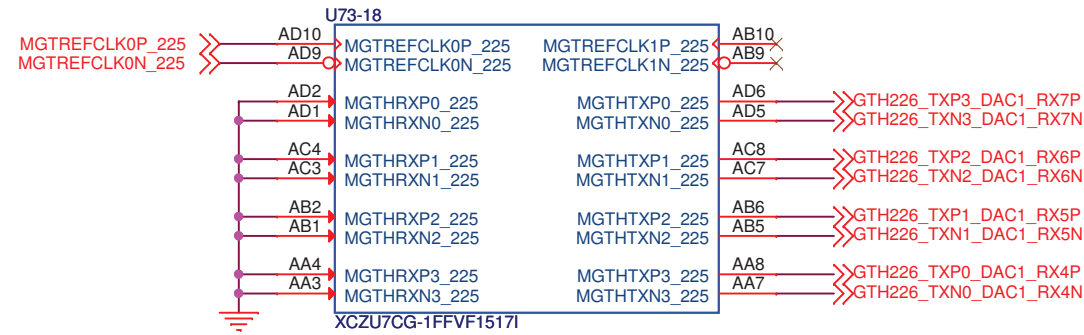 U73-18
MGTREFCLK0P_225 AD10 MGTREFCLK0P_225 MGTREFCLK1P_225 AB10
MGTREFCLK0N_225 AD9 MGTREFCLK0N_225 MGTREFCLK1N_225 AB9
AD2 MGTHRXP0_225 MGTHTXP0_225 AD6 GTH226_TXP3_DAC1_RX7P
AD1 MGTHRXN0_225 MGTHTXN0_225 AD5 GTH226_TXN3_DAC1_RX7N
AC4 MGTHRXP1_225 MGTHTXP1_225 AC8 GTH226_TXP2_DAC1_RX6P
AC3 MGTHRXN1_225 MGTHTXN1_225 AC7 GTH226_TXN2_DAC1_RX6N
AB2 MGTHRXP2_225 MGTHTXP2_225 AB6 GTH226_TXP1_DAC1_RX5P
AB1 MGTHRXN2_225 MGTHTXN2_225 AB5 GTH226_TXN1_DAC1_RX5N
AA4 MGTHRXP3_225 MGTHTXP3_225 AA8 GTH226_TXP0_DAC1_RX4P
AA3 MGTHRXN3_225 MGTHTXN3_225 AA7 GTH226_TXN0_DAC1_RX4N
XCZU7CG-1FFVF1517I